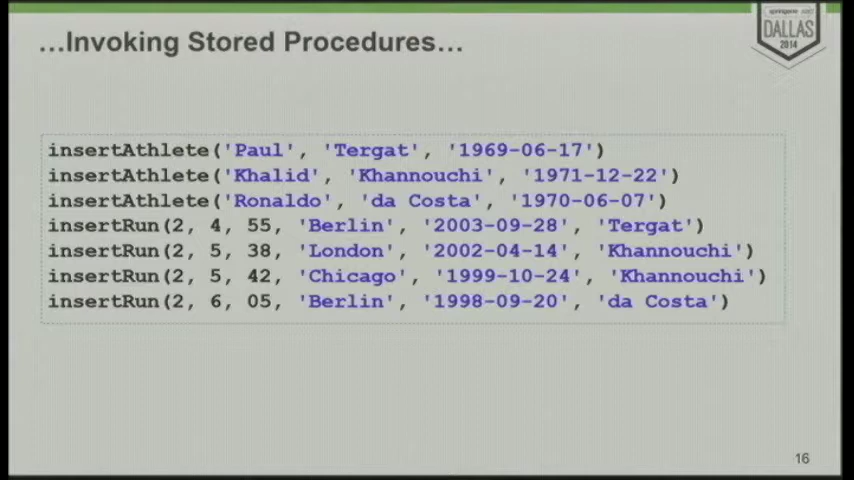 ...Invoking Stored Procedures...
DALLAS
2014
insertAthlete('Paul', 'Tergat', '1969-06-17')
insertAthlete('Khalid', 'Khannouchi', '1971-12-22')
insertAthlete('Ronaldo', 'da Costa', '1970-06-07')
insertRun(2, 4, 55, 'Berlin', '2003-09-28', 'Tergat')
insertRun(2, 5, 38, 'London', '2002-04-14', 'Khannouchi')
insertRun(2, 5, 42, 'Chicago', '1999-10-24', 'Khannouchi')
insertRun(2, 6, 05, 'Berlin', '1998-09-20', 'da Costa')
16